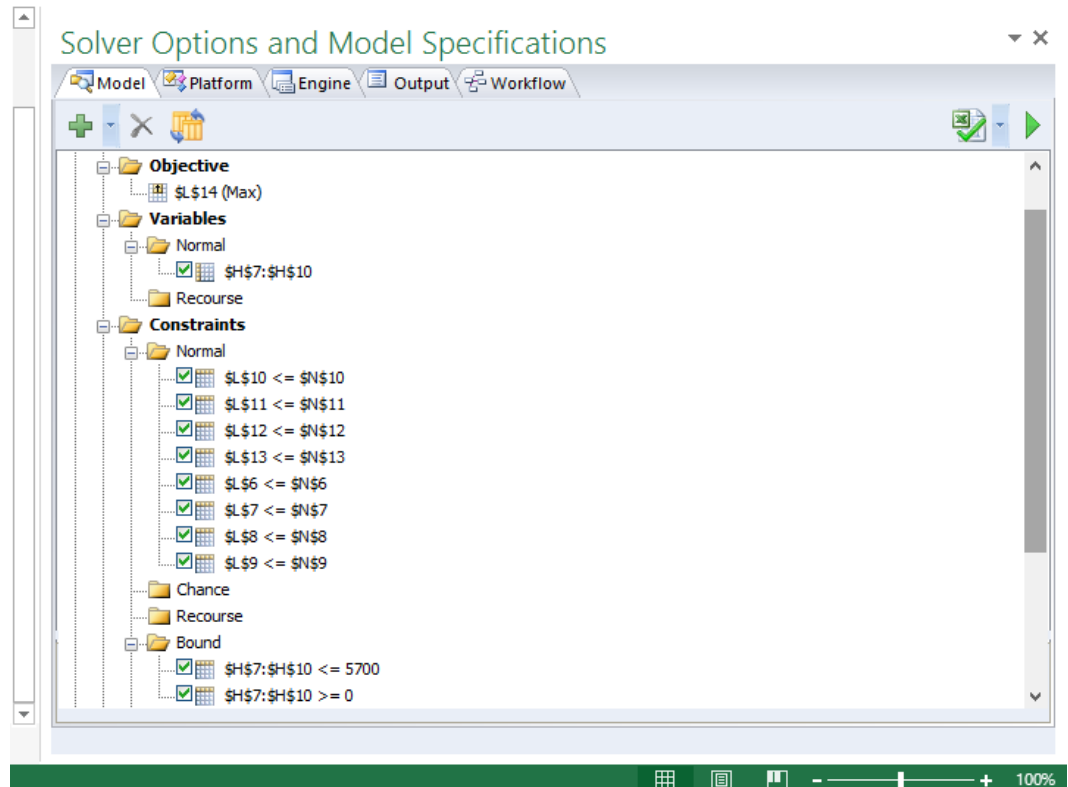 Solver Options and Model Specifications
Model Platform Engine Output Workflow
Objective
$L$14 (Max)
Variables
Normal
$H$7:$H$10
Recourse
Constraints
Normal
$L$10 <= $N$10
$L$11 <= $N$11
$L$12 <= $N$12
$L$13 <= $N$13
$L$6 <= $N$6
$L$7 <= $N$7
$L$8 <= $N$8
$L$9 <= $N$9
Chance
Recourse
Bound
$H$7:$H$10 <= 5700
$H$7:$H$10 >= 0
100%